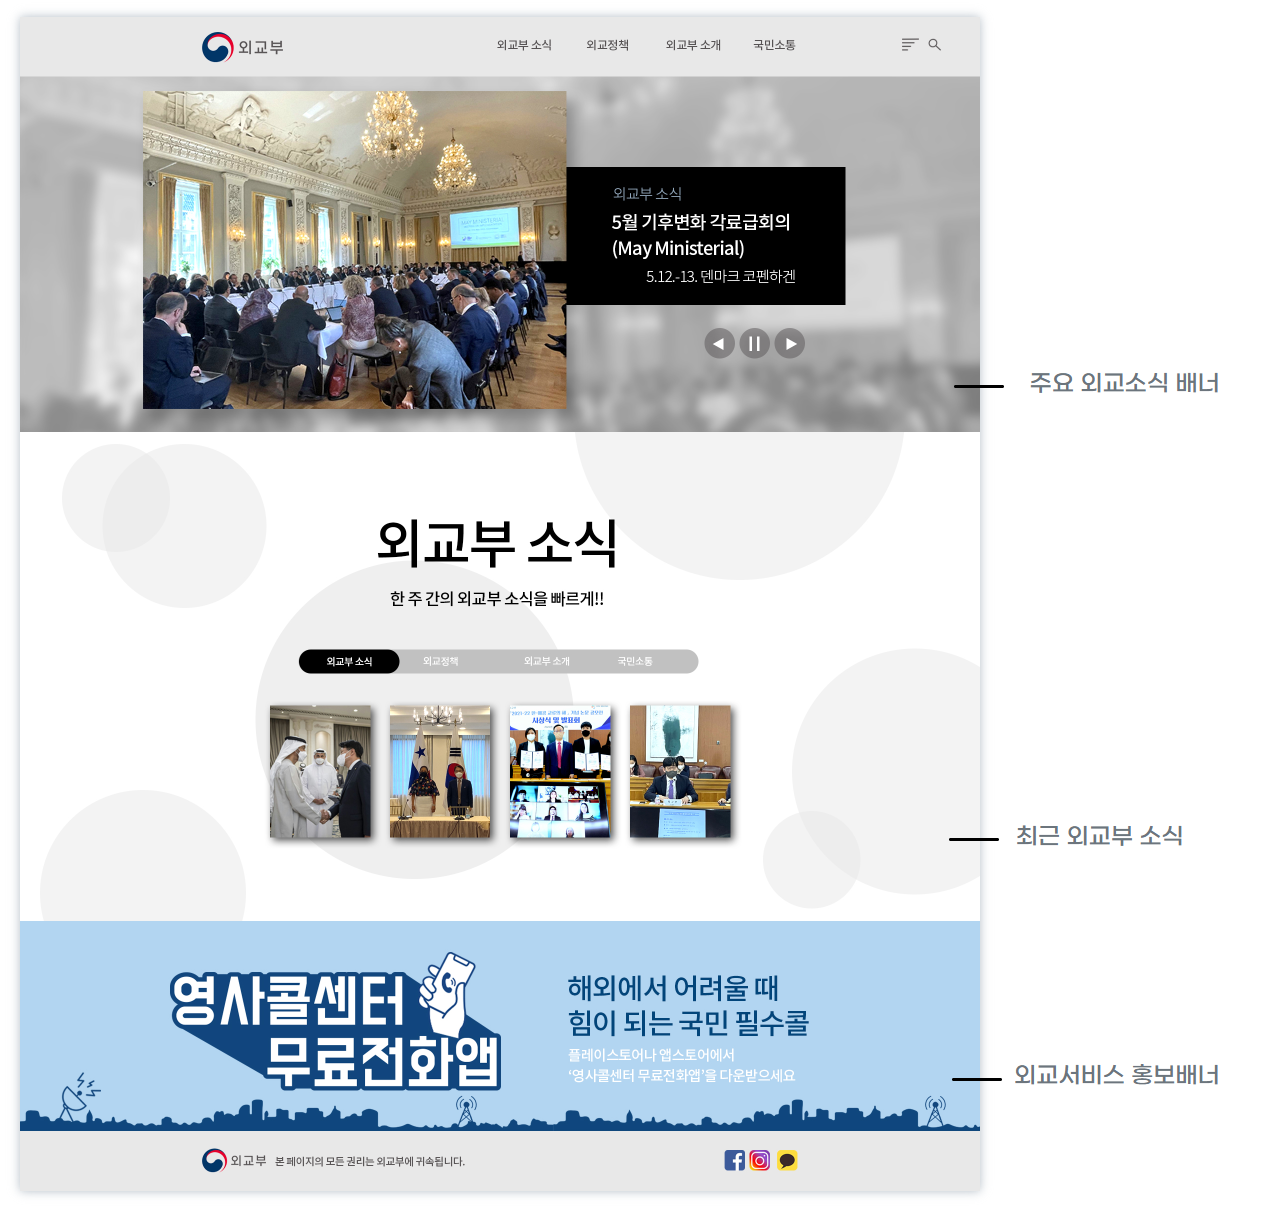 외교부
외교부 소식 외교정책 외교부 소개 국민소통
MAY MINISTERIAL
외교부 소식
5월 기후변화 각료급회의
(May Ministerial)
5.12.-13. 덴마크 코펜하겐
주요 외교소식 배너
외교부 소식
한 주 간의 외교부 소식을 빠르게!!
외교부 소식 외교정책 외교부 소개 국민소통
시상식 및 발표회
최근 외교부 소식
영사콜센터
무료전화앱
해외에서 어려울 때
힘이 되는 국민 필수콜
플레이스토어나 앱스토어에서
‘영사콜센터 무료전화앱’을 다운받으세요
외교서비스 홍보배너
외교부 본 페이지의 모든 권리는 외교부에 귀속됩니다.